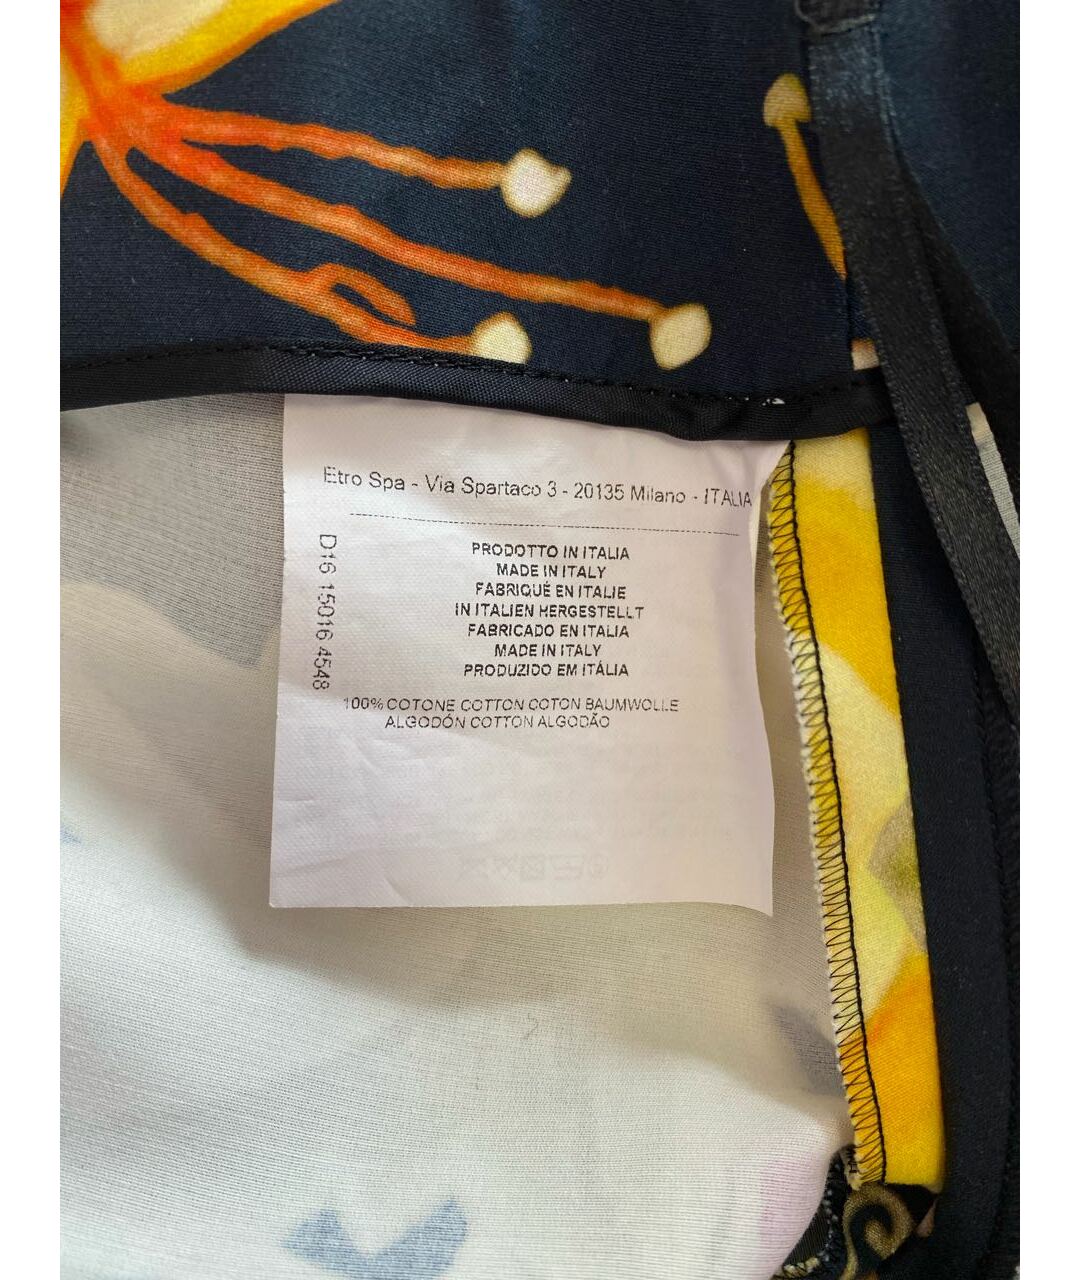 Etro Spa - Via Spartaco 3 - 20135 Milano - ITALIA
PRODOTTO IN ITALIA
MADE IN ITALY
FABRIQUÉ EN ITALIE
IN ITALIEN HERGESTELLT
FABRICADO EN ITALIA
MADE IN ITALY
PRODUZIDO EM ITÁLIA
100% COTONE COTTON COTON BAUMWOLLE
ALGODÓN COTTON ALGODÃO
D16 15016 4548